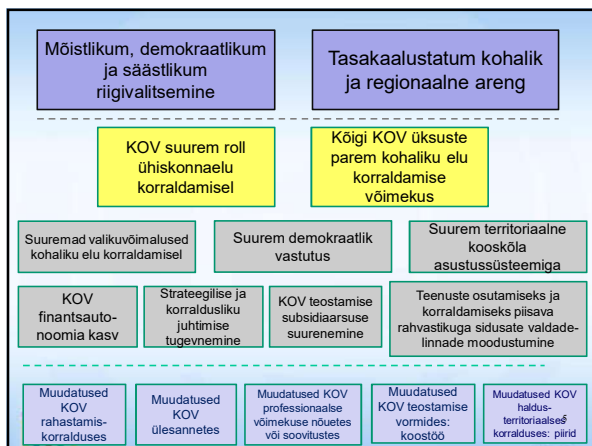 Mõistlikum, demokraatlikum
ja säästlikum
riigivalitsemine
Tasakaalustatum kohalik
ja regionaalne areng
KOV suurem roll
ühiskonnaelu
korraldamisel
Kõigi KOV üksuste
parem kohaliku elu
korraldamise
võimekus
Suuremad valikuvõimalused
kohaliku elu korraldamisel
Suurem demokraatlik
vastutus
Suurem territoriaalne
kooskõla
asustussüsteemiga
KOV
finantsauto-
noomia kasv
Strateegilise ja
korraldusliku
juhtimise
tugevnemine
KOV teostamise
subsidiaarsuse
suurenemine
Teenuste osutamiseks ja
korraldamiseks piisava
rahvastikuga sidusate valdade-
linnade moodustumine
Muudatused
KOV
rahastamis-
korralduses
Muudatused
KOV
ülesannetes
Muudatused KOV
professionaalse
võimekuse nõuetes
või soovitustes
Muudatused
KOV teostamise
vormides:
koostöö
Muudatused KOV
haldus-
territoriaalses
korralduses: piirid